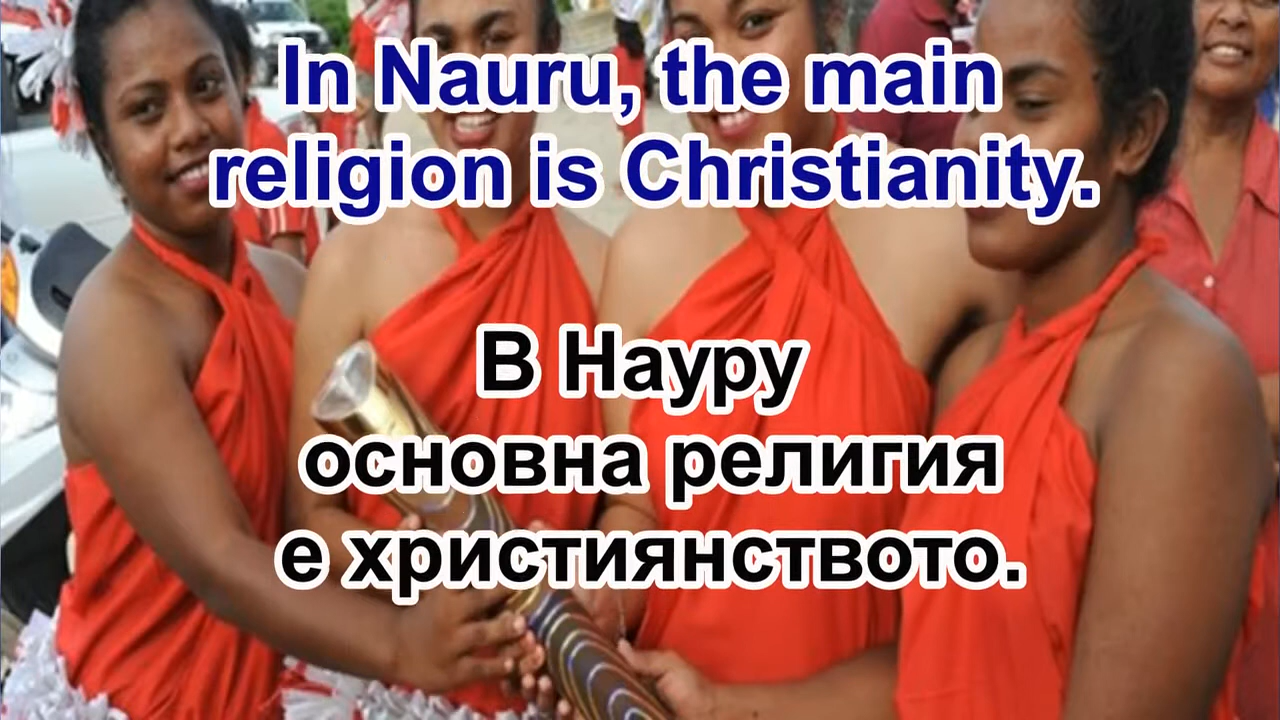 In Nauru, the main
religion is Christianity.
В Науру
основна религия
е християнството.